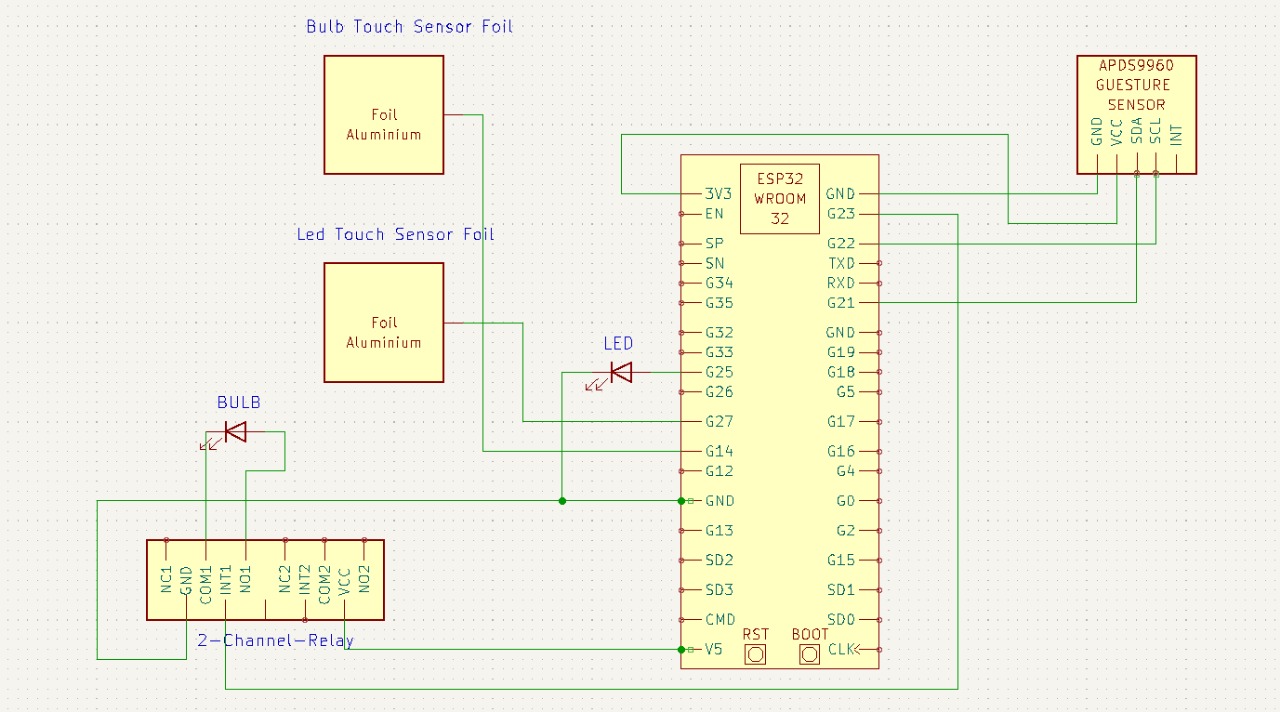 Bulb Touch Sensor Foil
Foil
Aluminium
APDS9960
GUESTURE
SENSOR
GND
VCC
SDA
SCL
INT
Led Touch Sensor Foil
Foil
Aluminium
ESP32
WROOM
32
3V3
EN
SP
SN
G34
G35
G32
G33
G25
G26
G27
G14
G12
GND
G13
SD2
SD3
CMD
V5
GND
G23
G22
TXD
RXD
G21
GND
G19
G18
G5
G17
G16
G4
G0
G2
G15
SD1
SD0
CLK
RST
BOOT
LED
BULB
NC1
GND
COM1
INT1
NO1
NC2
INT2
COM2
VCC
NO2
2-Channel-Relay